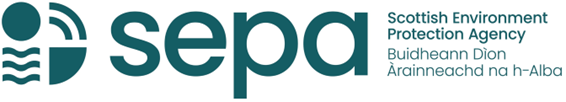 sepa
Scottish Environment
Protection Agency
Buidheann Dìon
Àrainneachd na h-Alba